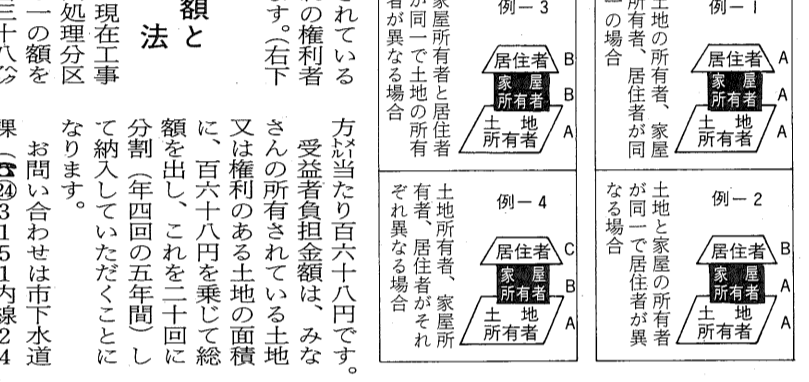 例―1
土地の所有者、家屋
所有者、居住者が同
一の場合
居住者
A
家屋
所有者
A
土地
所有者
A
例―2
土地と家屋の所有者
が同一で居住者が異
なる場合
居住者
B
家屋
所有者
A
土地
所有者
A
例―3
家屋所有者と居住者
が同一で土地の所有
者が異なる場合
居住者
B
家屋
所有者
B
土地
所有者
A
例―4
土地所有者、家屋所
有者、居住者がそれ
ぞれ異なる場合
居住者
C
家屋
所有者
B
土地
所有者
A
されている
の権利者
ます。(右下
額と
法
現在工事
処理分区
一の額を
三十八
方メートル当たり百六十八円です。
受益者負担金額は、みな
さんの所有されている土地
又は権利のある土地の面積
に、百六十八円を乗じて総
額を出し、これを二十回に
分割(年四回の五年間)し
て納入していただくことに
なります。
お問い合わせは市下水道
課(☎㉔3151内線24